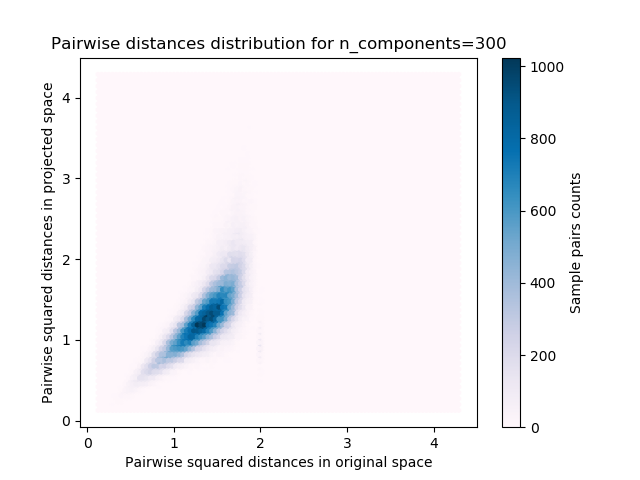 Pairwise distances distribution for n_components=300
Pairwise squared distances in projected space
4
3
2
1
0
0 1 2 3 4
Pairwise squared distances in original space
1000
800
600
400
200
0
Sample pairs counts